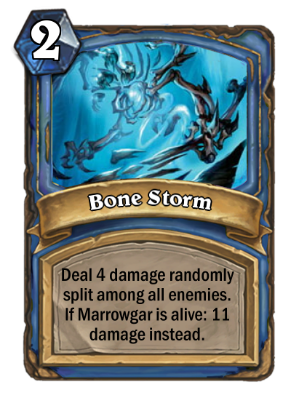 2
Bone Storm
Deal 4 damage randomly
split among all enemies.
If Marrowgar is alive: 11
damage instead.